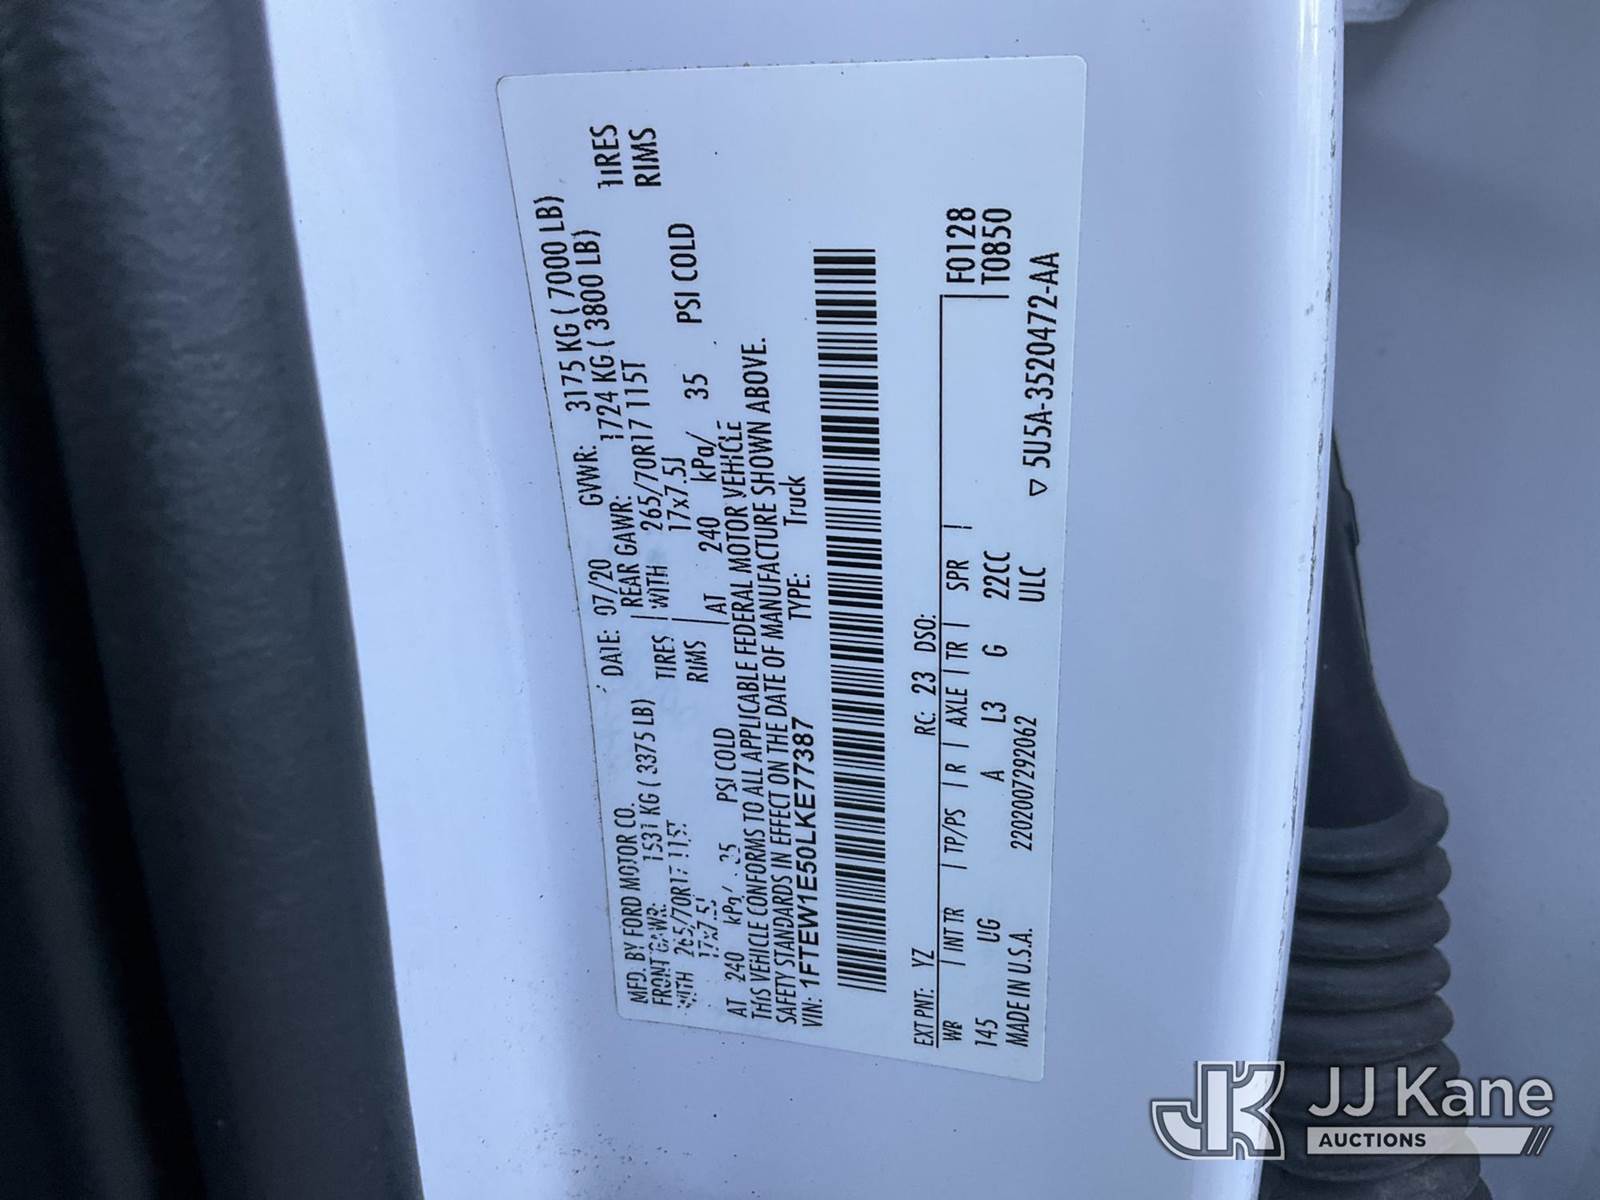 MFD. BY FORD MOTOR CO.
DATE: 07/20 GVWR: 3175 KG ( 7000 LB)
FRONT GAWR: 1531 KG ( 3375 LB) REAR GAWR: 1724 KG ( 3800 LB)
WITH 265/70R17 115T TIRES WITH 265/70R17 115T TIRES
17x7.5J RIMS 17x7.5J RIMS
AT 240 kPa/ 35 PSI COLD AT 240 kPa/ 35 PSI COLD
THIS VEHICLE CONFORMS TO ALL APPLICABLE FEDERAL MOTOR VEHICLE
SAFETY STANDARDS IN EFFECT ON THE DATE OF MANUFACTURE SHOWN ABOVE.
VIN: 1FTEW1E50LKE77387 TYPE: Truck
EXT PNT: YZ RC: 23 DSO:
WB | INT TR | TP/PS | R | AXLE | TR | SPR | F0128
145 UG A L3 G 22CC T0850
MADE IN U.S.A. 22020072920​62 ULC
▽ 5U5A-3520472-AA
JK JJ Kane
AUCTIONS